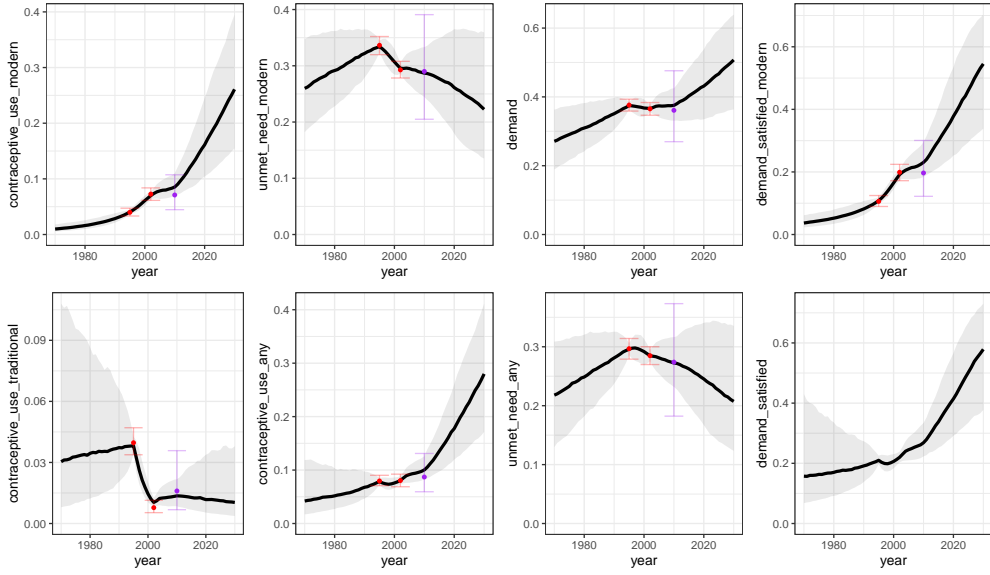 contraceptive_use_modern
0.4
0.3
0.2
0.1
0.0
1980 2000 2020
year
unmet_need_modern
0.4
0.3
0.2
0.1
0.0
1980 2000 2020
year
demand
0.6
0.4
0.2
0.0
1980 2000 2020
year
demand_satisfied_modern
0.6
0.4
0.2
0.0
1980 2000 2020
year
contraceptive_use_traditional
0.09
0.06
0.03
0.00
1980 2000 2020
year
contraceptive_use_any
0.4
0.3
0.2
0.1
0.0
1980 2000 2020
year
unmet_need_any
0.3
0.2
0.1
0.0
1980 2000 2020
year
demand_satisfied
0.6
0.4
0.2
0.0
1980 2000 2020
year